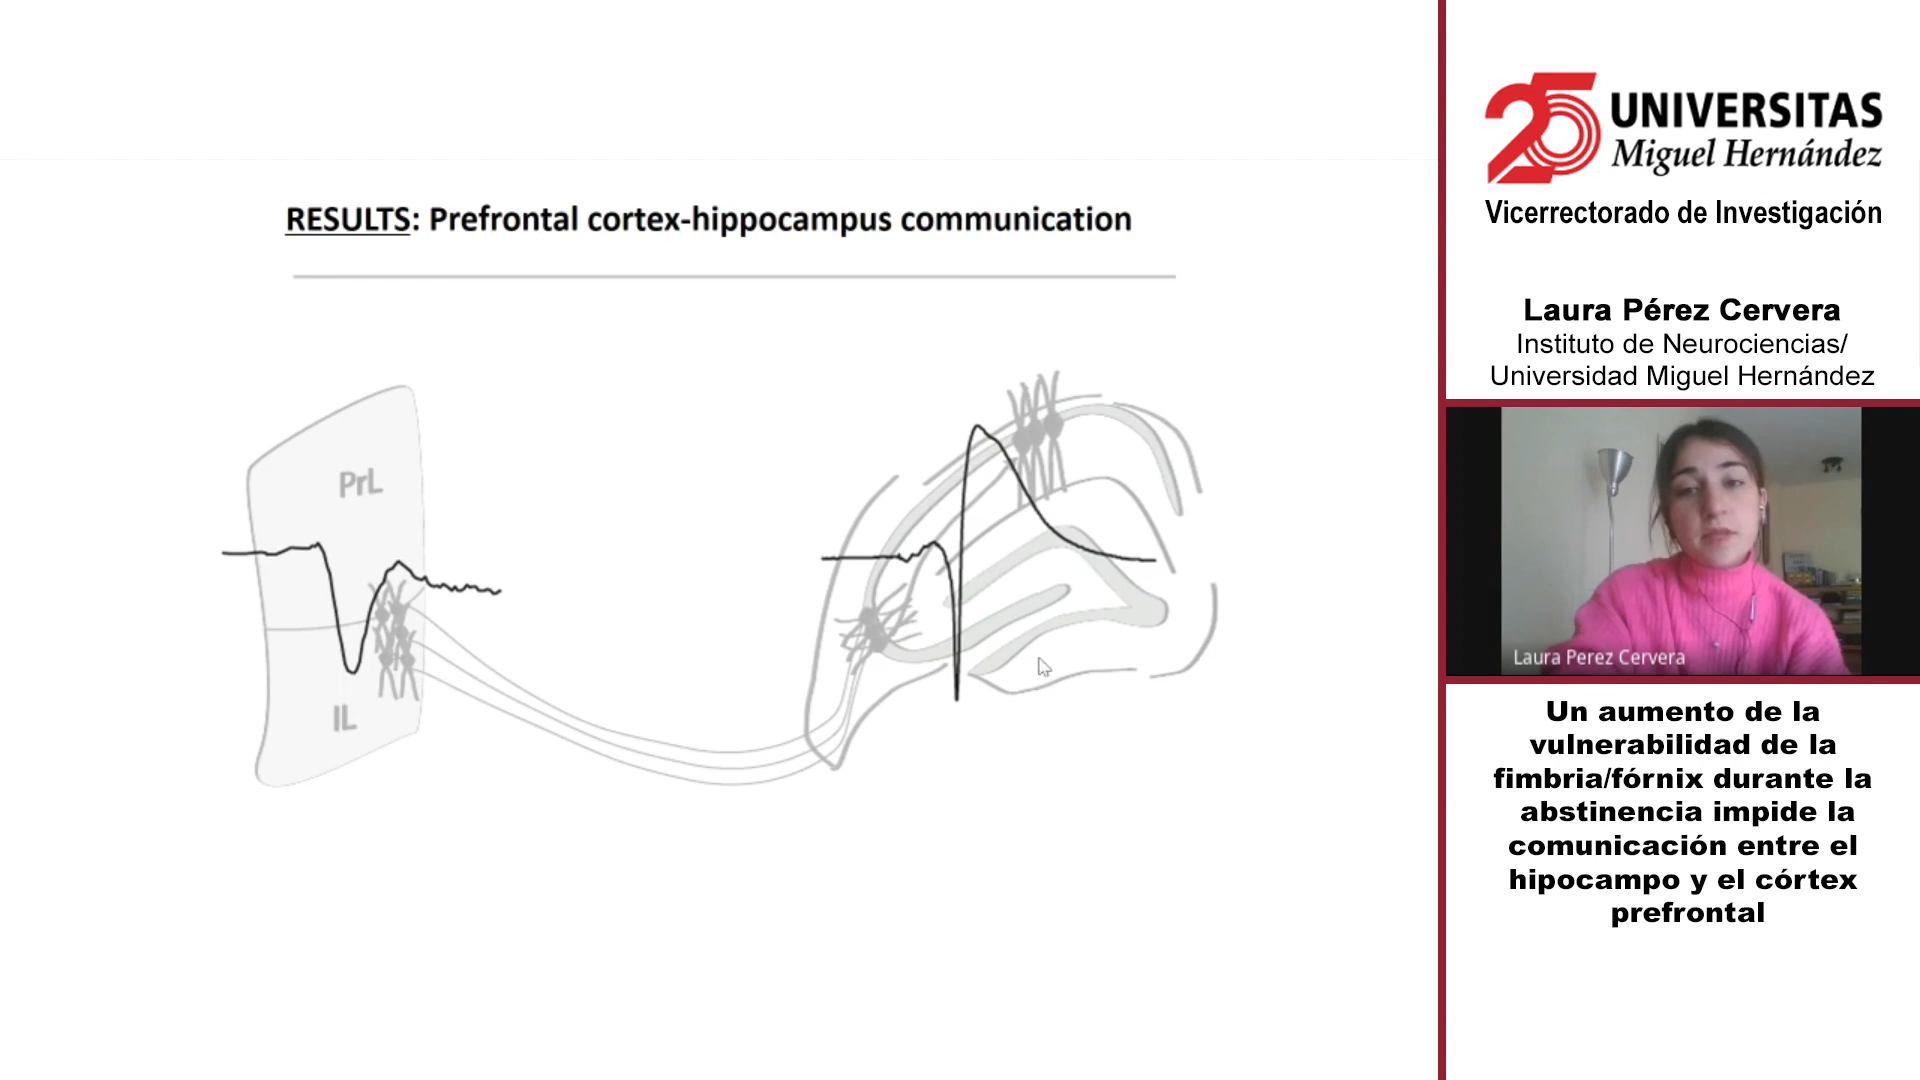 RESULTS: Prefrontal cortex-hippocampus communication
PrL
IL
25 UNIVERSITAS
Miguel Hernández
Vicerrectorado de Investigación
Laura Pérez Cervera
Instituto de Neurociencias/
Universidad Miguel Hernández
Laura Perez Cervera
Un aumento de la
vulnerabilidad de la
fimbria/fórnix durante la
abstinencia impide la
comunicación entre el
hipocampo y el córtex
prefrontal